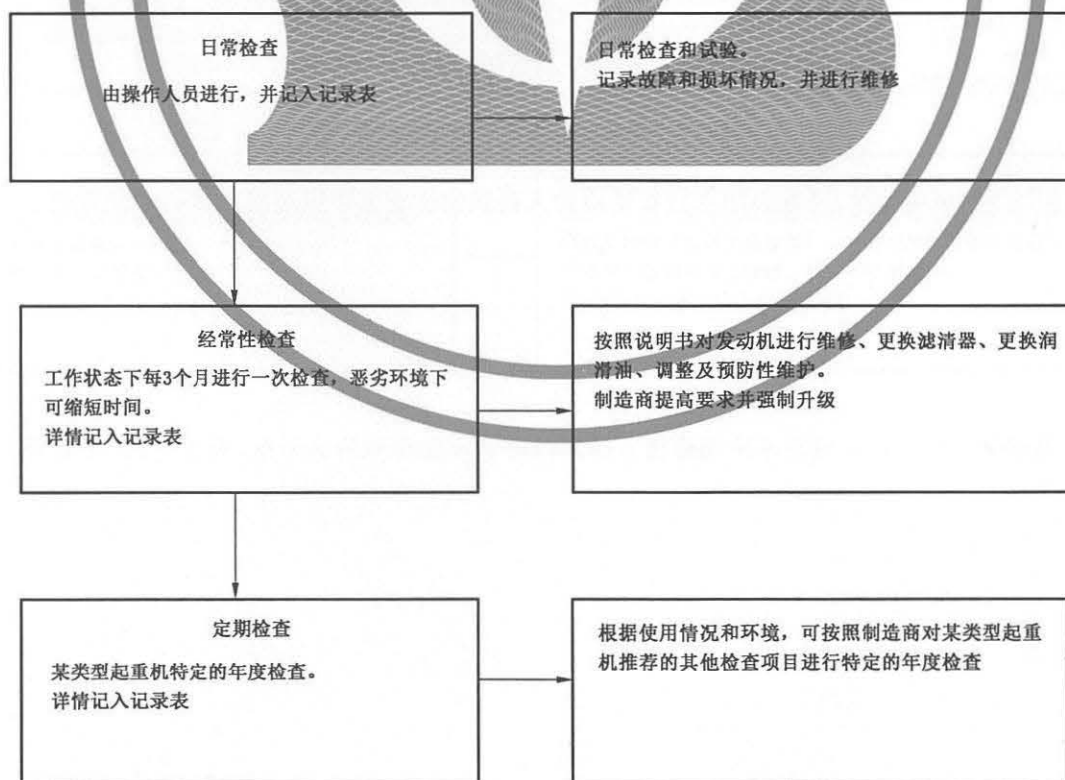 日常检查
由操作人员进行，并记入记录表
日常检查和试验。
记录故障和损坏情况，并进行维修
经常性检查
工作状态下每3个月进行一次检查，恶劣环境下
可缩短时间。
详情记入记录表
按照说明书对发动机进行维修、更换滤清器、更换润
滑油、调整及预防性维护。
制造商提高要求并强制升级
定期检查
某类型起重机特定的年度检查。
详情记入记录表
根据使用情况和环境，可按照制造商对某类型起重
机推荐的其他检查项目进行特定的年度检查